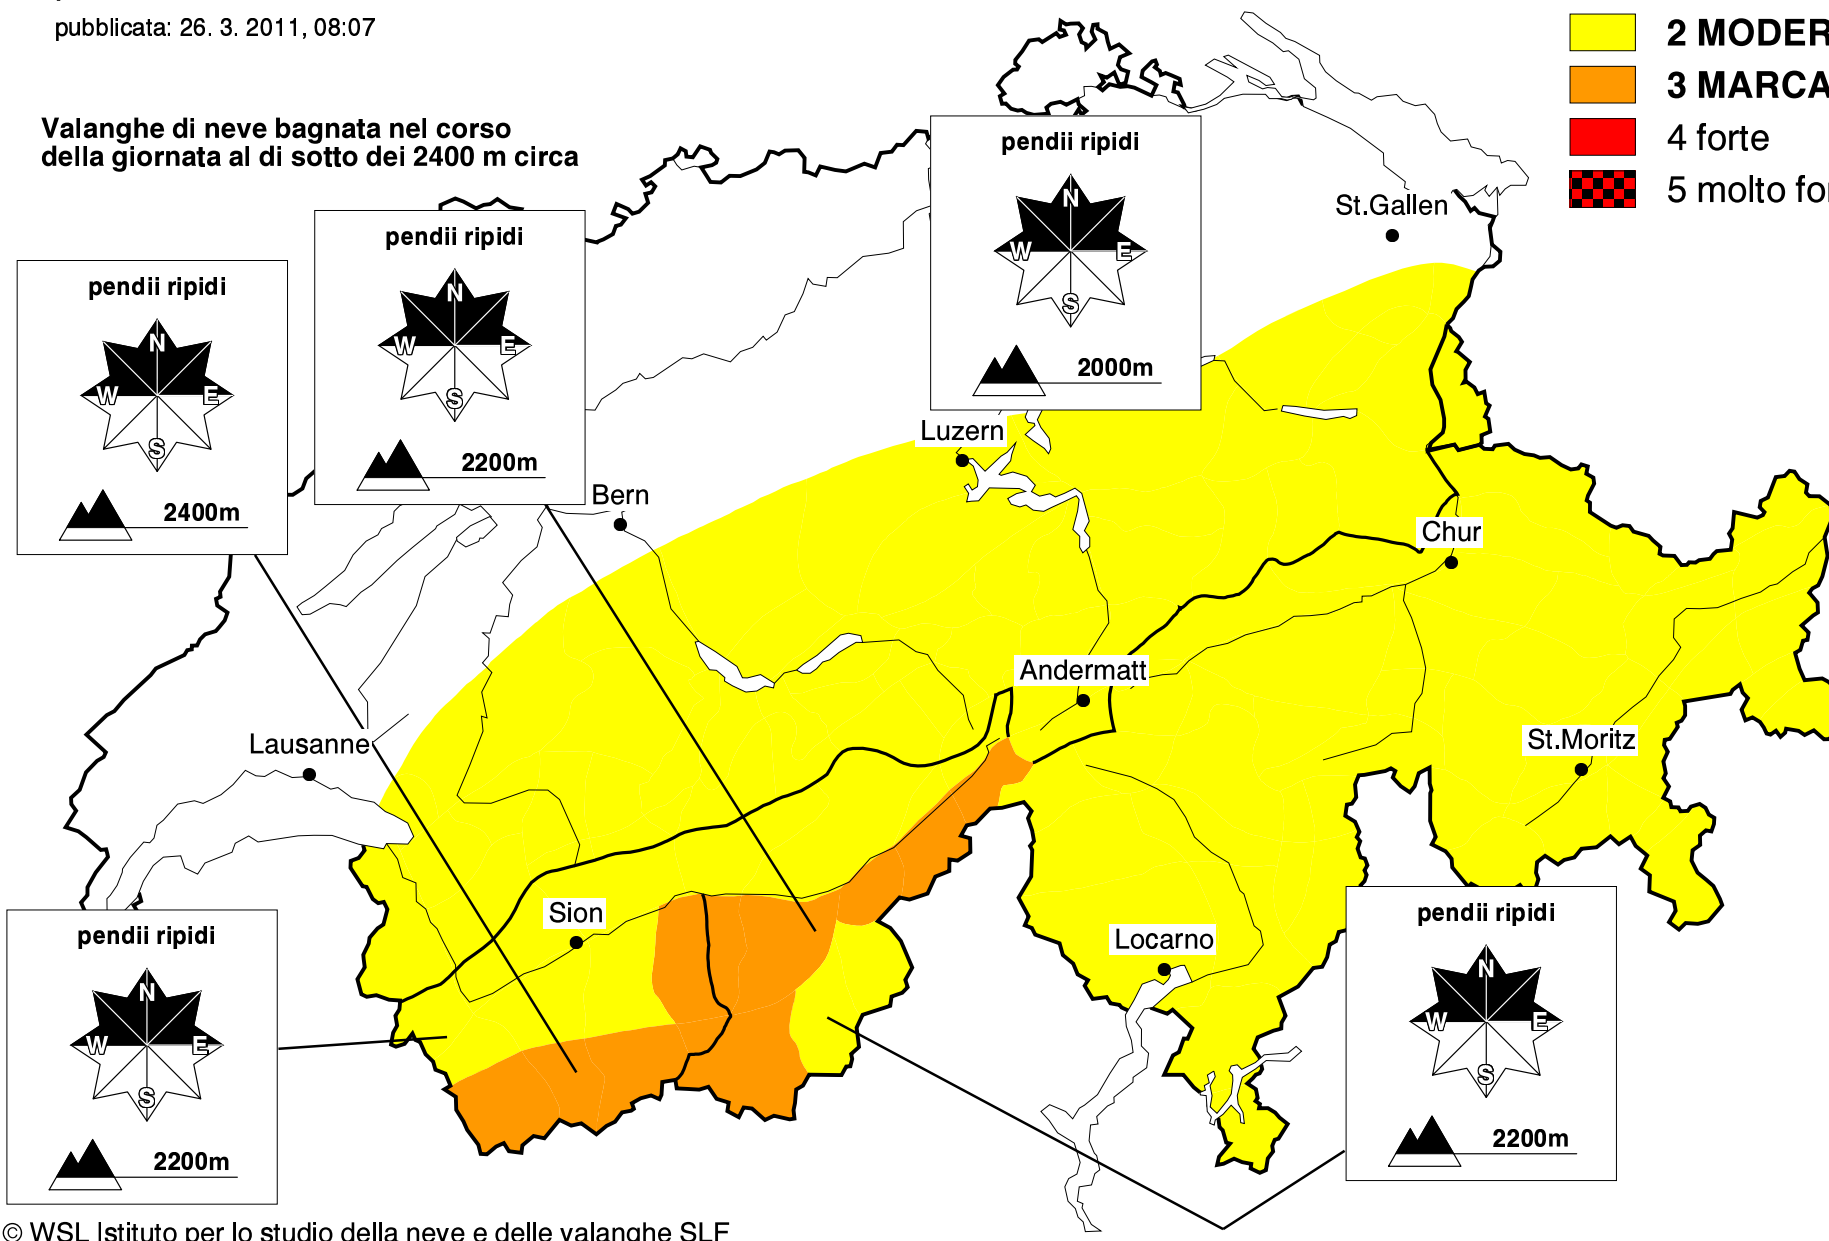 pubblicata: 26. 3. 2011, 08:07
2 MODER
3 MARCA
4 forte
5 molto for
Valanghe di neve bagnata nel corso
della giornata al di sotto dei 2400 m circa
pendii ripidi
N
W E
S
2000m
St.Gallen
pendii ripidi
N
W E
S
2200m
pendii ripidi
N
W E
S
2400m
Luzern
Bern
Chur
Andermatt
Lausanne
St.Moritz
Sion
Locarno
pendii ripidi
N
W E
S
2200m
pendii ripidi
N
W E
S
2200m
© WSL Istituto per lo studio della neve e delle valanghe SLF